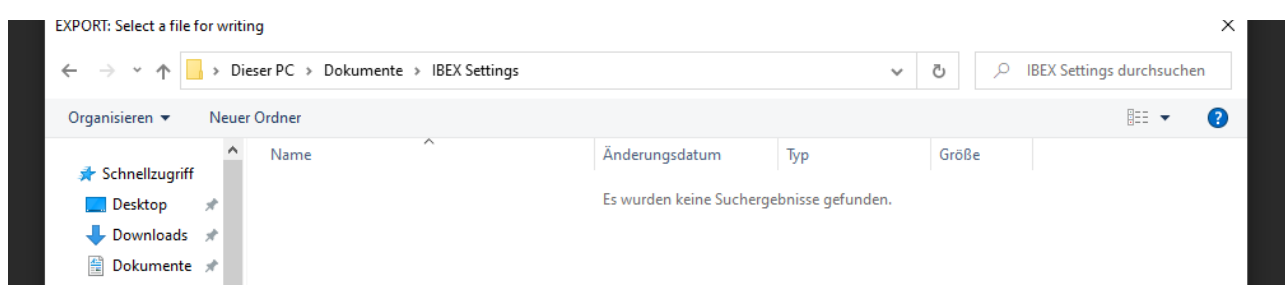 EXPORT: Select a file for writing
Dieser PC > Dokumente > IBEX Settings
IBEX Settings durchsuchen
Organisieren
Neuer Ordner
Name
Änderungsdatum
Typ
Größe
Schnellzugriff
Es wurden keine Suchergebnisse gefunden.
Desktop
Downloads
Dokumente